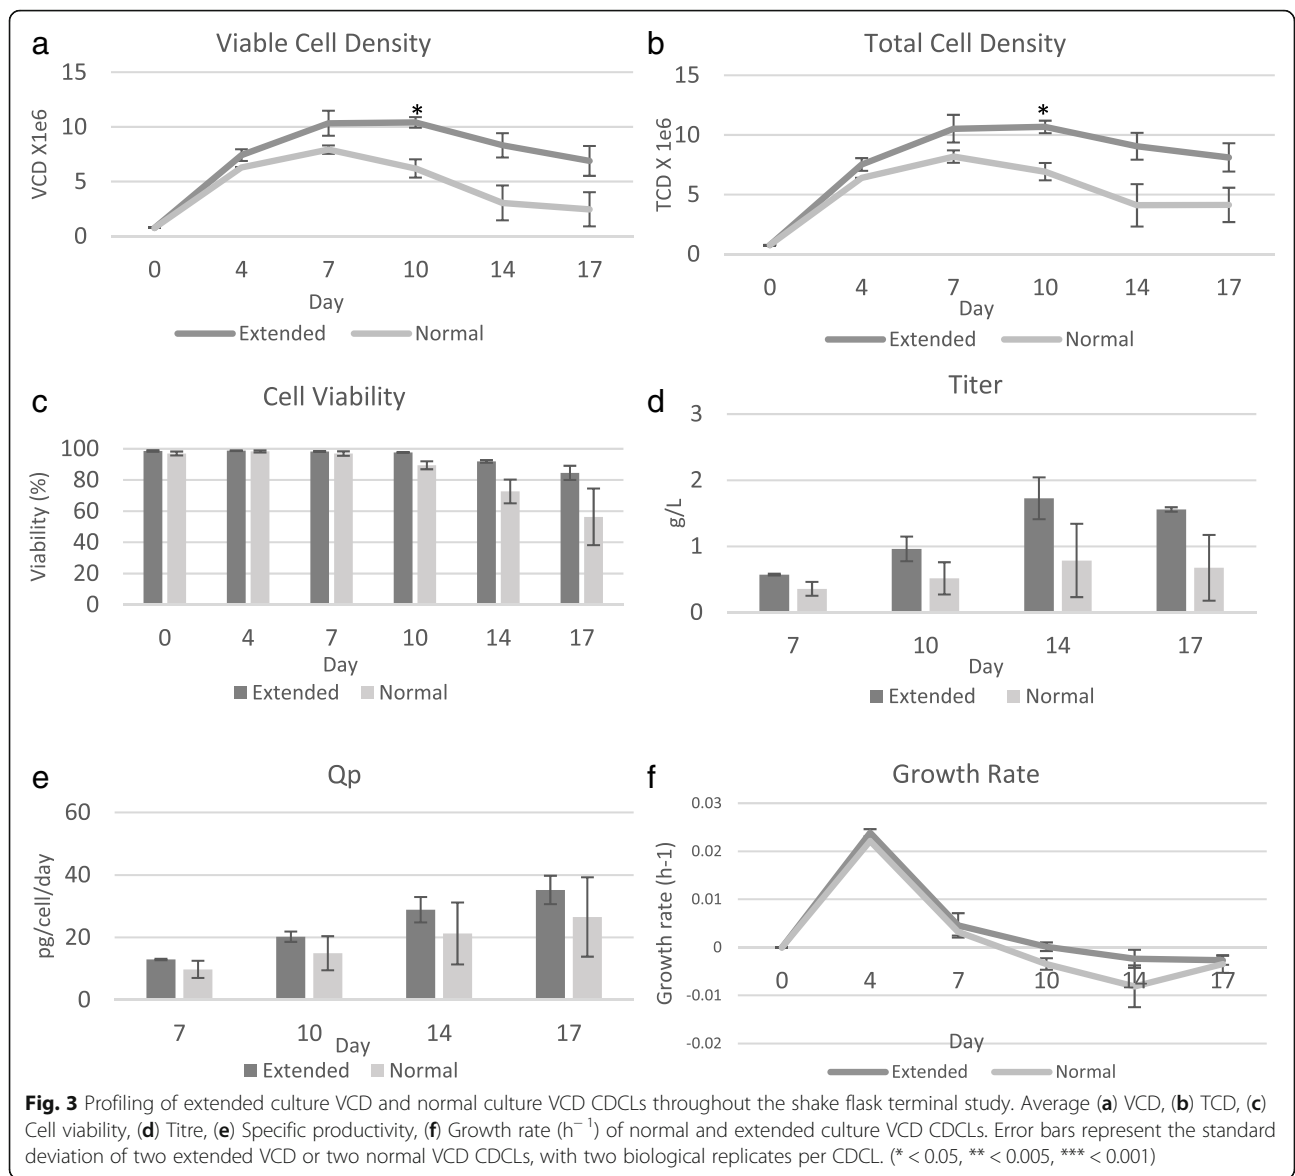 a
Viable Cell Density
15
10
5
0
VCD X1e6
*
0 4 7 10 14 17
Day
Extended Normal
b
Total Cell Density
15
10
5
0
TCD X 1e6
*
0 4 7 10 14 17
Day
Extended Normal
c
Cell Viability
100
80
60
40
20
0
Viability (%)
0 4 7 10 14 17
Day
Extended Normal
d
Titer
3
2
1
0
g/L
7 10 14 17
Day
Extended Normal
e
Qp
60
40
20
0
pg/cell/day
7 10 14 17
Day
Extended Normal
f
Growth Rate
0.03
0.02
0.01
0
-0.01
-0.02
Growth rate (h-1)
0 4 7 10 14 17
Day
Extended Normal
Fig. 3 Profiling of extended culture VCD and normal culture VCD CDCLs throughout the shake flask terminal study. Average (a) VCD, (b) TCD, (c)
Cell viability, (d) Titre, (e) Specific productivity, (f) Growth rate (h⁻¹) of normal and extended culture VCD CDCLs. Error bars represent the standard
deviation of two extended VCD or two normal VCD CDCLs, with two biological replicates per CDCL. (* < 0.05, ** < 0.005, *** < 0.001)